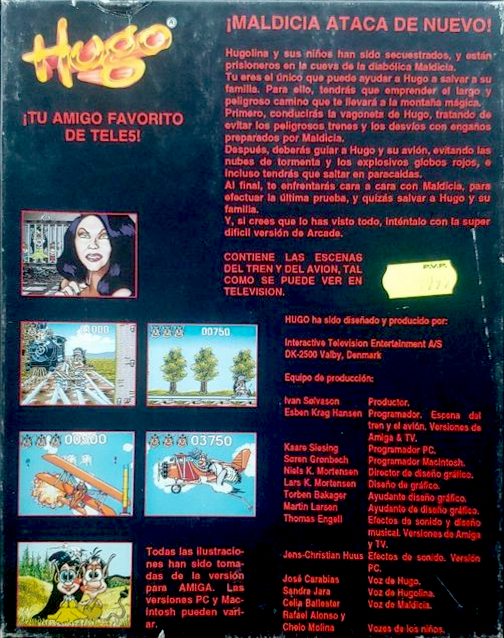 Hugo
¡TU AMIGO FAVORITO
DE TELE5!
¡MALDICIA ATACA DE NUEVO!
Hugolina y sus niños han sido secuestrados, y están
prisioneros en la cueva de la diabólica Maldicia.
Tu eres el único que puede ayudar a Hugo a salvar a su
familia. Para ello, tendrás que emprender el largo y
peligroso camino que te llevará a la montaña mágica.
Primero, conducirás la vagoneta de Hugo, tratando de
evitar los peligrosos trenes y los desvíos con engaños
preparados por Maldicia.
Después, deberás guiar a Hugo y su avión, evitando las
nubes de tormenta y los explosivos globos rojos, e
incluso tendrás que saltar en paracaídas.
Al final, te enfrentarás cara a cara con Maldicia, para
efectuar la última prueba, y quizás salvar a Hugo y su
familia.
Y, si crees que lo has visto todo, inténtalo con la super
dificil versión de Arcade.
CONTIENE LAS ESCENAS
DEL TREN Y DEL AVION, TAL
COMO SE PUEDE VER EN
TELEVISION.
P.V.P.
HUGO ha sido diseñado y producido por:
Interactive Television Entertainment A/S
DK-2500 Valby, Denmark
Equipo de producción:
Ivan Sølvason Productor.
Esben Krag Hansen Programador. Escena del
tren y el avión. Versiones de
Amiga & TV.
Kaare Siesing Programador PC.
Søren Grønbech Programador Macintosh.
Niels K. Mortensen Director de diseño gráfico.
Lars K. Mortensen Diseño de gráfico.
Torben Bakager Ayudante diseño gráfico.
Martin Larsen Ayudante de diseño gráfico.
Thomas Engell Efectos de sonido y diseño
musical. Versiones de Amiga
y TV.
Jens-Christian Huus Efectos de sonido. Versión
PC.
José Carabias Voz de Hugo.
Sandra Jara Voz de Hugolina.
Celia Ballester Voz de Maldicia.
Rafael Alonso y
Chelo Molina Voces de los niños.
00750
03750
Todas las ilustracio-
nes han sido toma-
das de la versión
para AMIGA. Las
versiones PC y Mac-
intosh pueden vari-
ar.